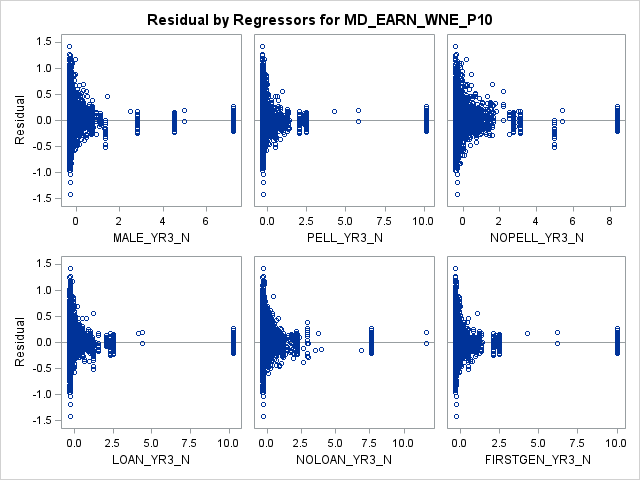 Residual by Regressors for MD_EARN_WNE_P10
1.5
1.0
0.5
0.0
-0.5
-1.0
-1.5
Residual
0 2 4 6
MALE_YR3_N
0.0 2.5 5.0 7.5 10.0
PELL_YR3_N
0 2 4 6 8
NOPELL_YR3_N
1.5
1.0
0.5
0.0
-0.5
-1.0
-1.5
Residual
0.0 2.5 5.0 7.5 10.0
LOAN_YR3_N
0.0 2.5 5.0 7.5 10.0
NOLOAN_YR3_N
0.0 2.5 5.0 7.5 10.0
FIRSTGEN_YR3_N